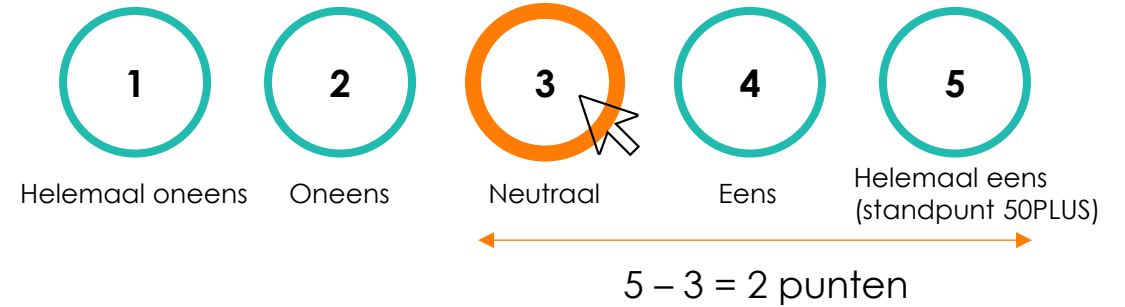 1 2 3 4 5
Helemaal oneens Oneens Neutraal Eens Helemaal eens
(standpunt 50PLUS)
5 – 3 = 2 punten